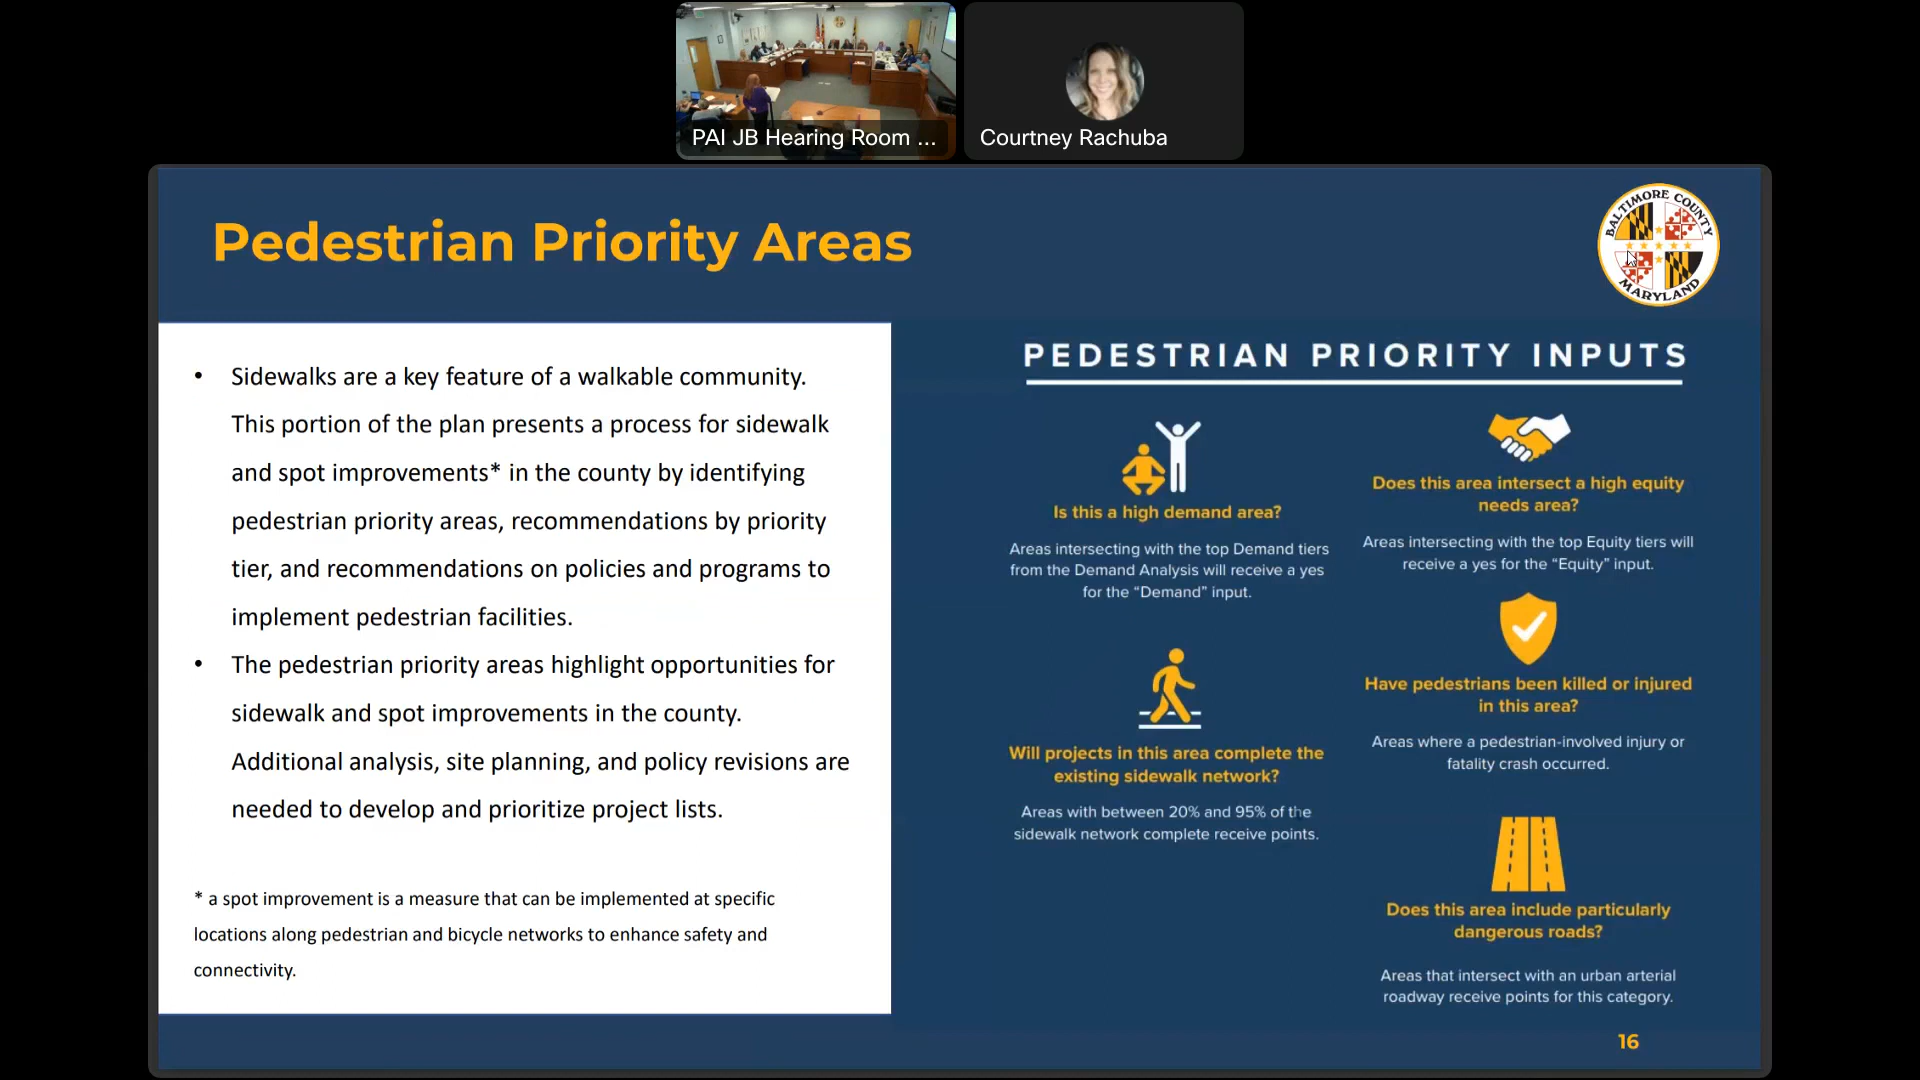 PAI JB Hearing Room ...
Courtney Rachuba
Pedestrian Priority Areas
BALTIMORE COUNTY
MARYLAND
• Sidewalks are a key feature of a walkable community.
This portion of the plan presents a process for sidewalk
and spot improvements* in the county by identifying
pedestrian priority areas, recommendations by priority
tier, and recommendations on policies and programs to
implement pedestrian facilities.
• The pedestrian priority areas highlight opportunities for
sidewalk and spot improvements in the county.
Additional analysis, site planning, and policy revisions are
needed to develop and prioritize project lists.
* a spot improvement is a measure that can be implemented at specific
locations along pedestrian and bicycle networks to enhance safety and
connectivity.
PEDESTRIAN PRIORITY INPUTS
Is this a high demand area?
Areas intersecting with the top Demand tiers
from the Demand Analysis will receive a yes
for the “Demand” input.
Will projects in this area complete the
existing sidewalk network?
Areas with between 20% and 95% of the
sidewalk network complete receive points.
Does this area intersect a high equity
needs area?
Areas intersecting with the top Equity tiers will
receive a yes for the “Equity” input.
Have pedestrians been killed or injured
in this area?
Areas where a pedestrian-involved injury or
fatality crash occurred.
Does this area include particularly
dangerous roads?
Areas that intersect with an urban arterial
roadway receive points for this category.
16